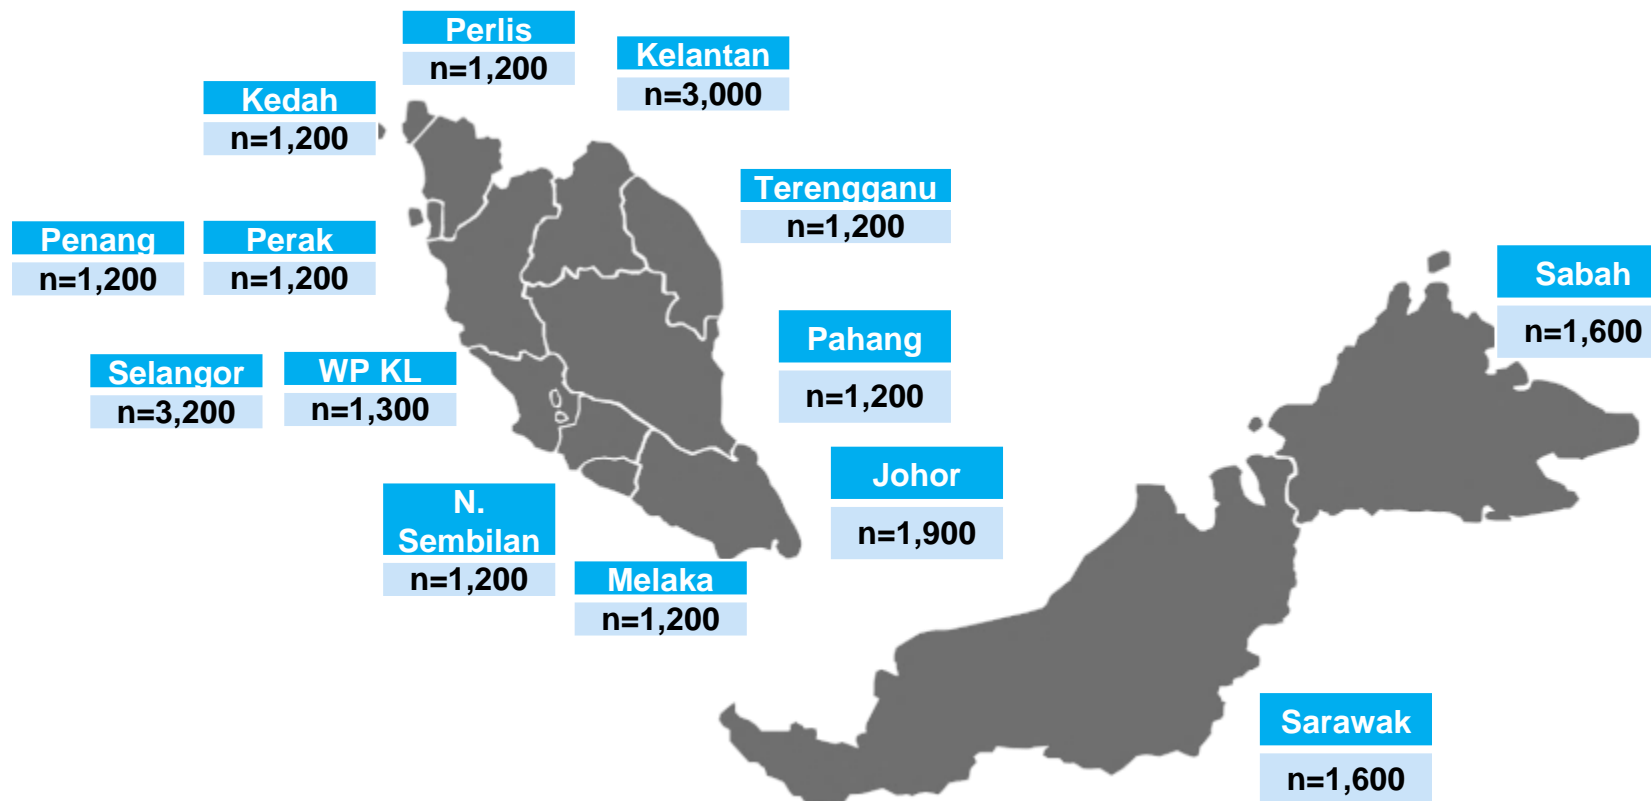 Perlis
n=1,200
Kelantan
n=3,000
Kedah
n=1,200
Terengganu
n=1,200
Penang
n=1,200
Perak
n=1,200
Sabah
n=1,600
Pahang
n=1,200
Selangor
n=3,200
WP KL
n=1,300
Johor
n=1,900
N.
Sembilan
n=1,200
Melaka
n=1,200
Sarawak
n=1,600